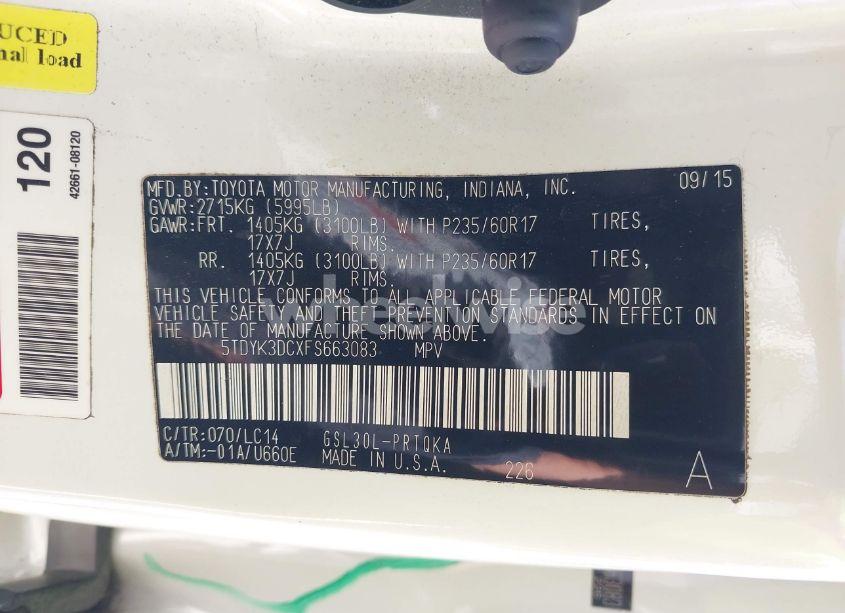 UCED
nal load
120
42661-08120
MFD.BY:TOYOTA MOTOR MANUFACTURING, INDIANA, INC. 09/15
GVWR:2715KG (5995LB)
GAWR:FRT. 1405KG (3100LB) WITH P235/60R17 TIRES,
17X7J RIMS.
RR. 1405KG (3100LB) WITH P235/60R17 TIRES,
17X7J RIMS.
THIS VEHICLE CONFORMS TO ALL APPLICABLE FEDERAL MOTOR
VEHICLE SAFETY AND THEFT PREVENTION STANDARDS IN EFFECT ON
THE DATE OF MANUFACTURE SHOWN ABOVE.
5TDYK3DCXFS663083 MPV
C/TR:070/LC14 GSL30L-PRTQKA
A/TM:-01A/U660E MADE IN U.S.A. 226 A